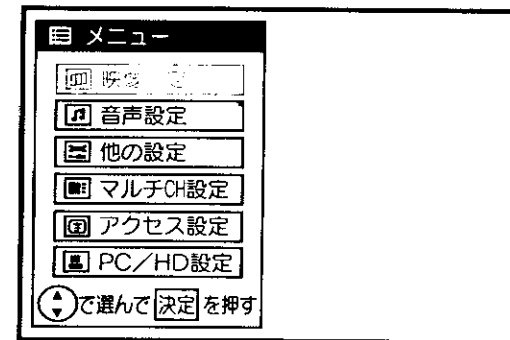 メニュー
音声設定
他の設定
マルチCH設定
アクセス設定
PC／HD設定
で選んで 決定 を押す